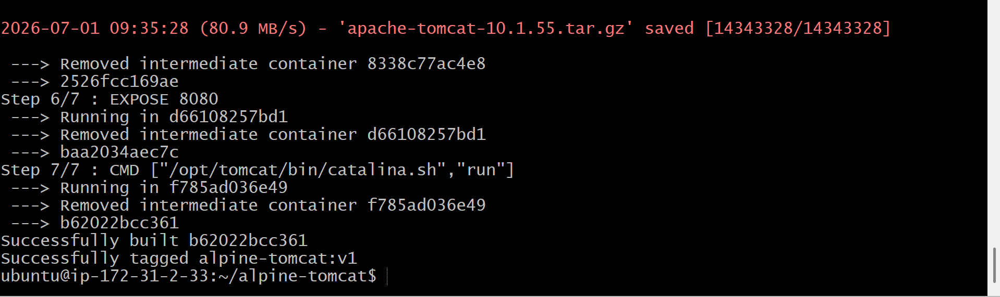 2026-07-01 09:35:28 (80.9 MB/s) - 'apache-tomcat-10.1.55.tar.gz' saved [14343328/14343328]
---> Removed intermediate container 8338c77ac4e8
---> 2526fcc169ae
Step 6/7 : EXPOSE 8080
---> Running in d66108257bd1
---> Removed intermediate container d66108257bd1
---> baa2034aec7c
Step 7/7 : CMD ["/opt/tomcat/bin/catalina.sh","run"]
---> Running in f785ad036e49
---> Removed intermediate container f785ad036e49
---> b62022bcc361
Successfully built b62022bcc361
Successfully tagged alpine-tomcat:v1
ubuntu@ip-172-31-2-33:~/alpine-tomcat$